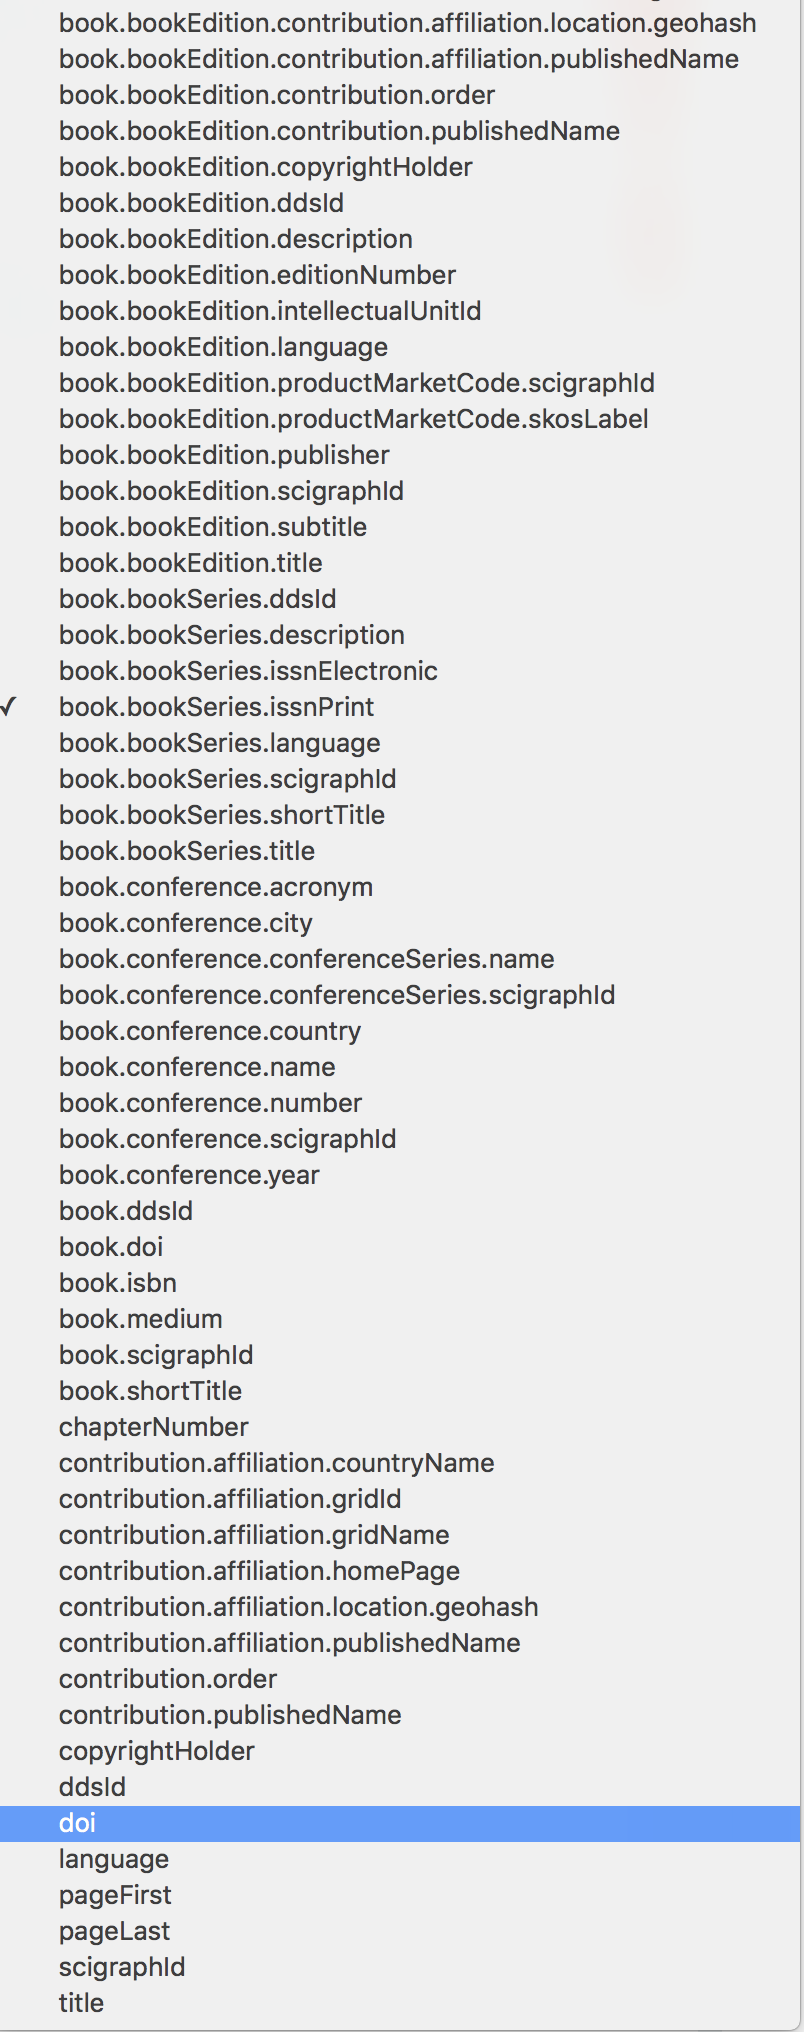 book.bookEdition.contribution.affiliation.location.geohash
book.bookEdition.contribution.affiliation.publishedName
book.bookEdition.contribution.order
book.bookEdition.contribution.publishedName
book.bookEdition.copyrightHolder
book.bookEdition.ddsId
book.bookEdition.description
book.bookEdition.editionNumber
book.bookEdition.intellectualUnitId
book.bookEdition.language
book.bookEdition.productMarketCode.scigraphId
book.bookEdition.productMarketCode.skosLabel
book.bookEdition.publisher
book.bookEdition.scigraphId
book.bookEdition.subtitle
book.bookEdition.title
book.bookSeries.ddsId
book.bookSeries.description
book.bookSeries.issnElectronic
✓ book.bookSeries.issnPrint
book.bookSeries.language
book.bookSeries.scigraphId
book.bookSeries.shortTitle
book.bookSeries.title
book.conference.acronym
book.conference.city
book.conference.conferenceSeries.name
book.conference.conferenceSeries.scigraphId
book.conference.country
book.conference.name
book.conference.number
book.conference.scigraphId
book.conference.year
book.ddsId
book.doi
book.isbn
book.medium
book.scigraphId
book.shortTitle
chapterNumber
contribution.affiliation.countryName
contribution.affiliation.gridId
contribution.affiliation.gridName
contribution.affiliation.homePage
contribution.affiliation.location.geohash
contribution.affiliation.publishedName
contribution.order
contribution.publishedName
copyrightHolder
ddsId
doi
language
pageFirst
pageLast
scigraphId
title